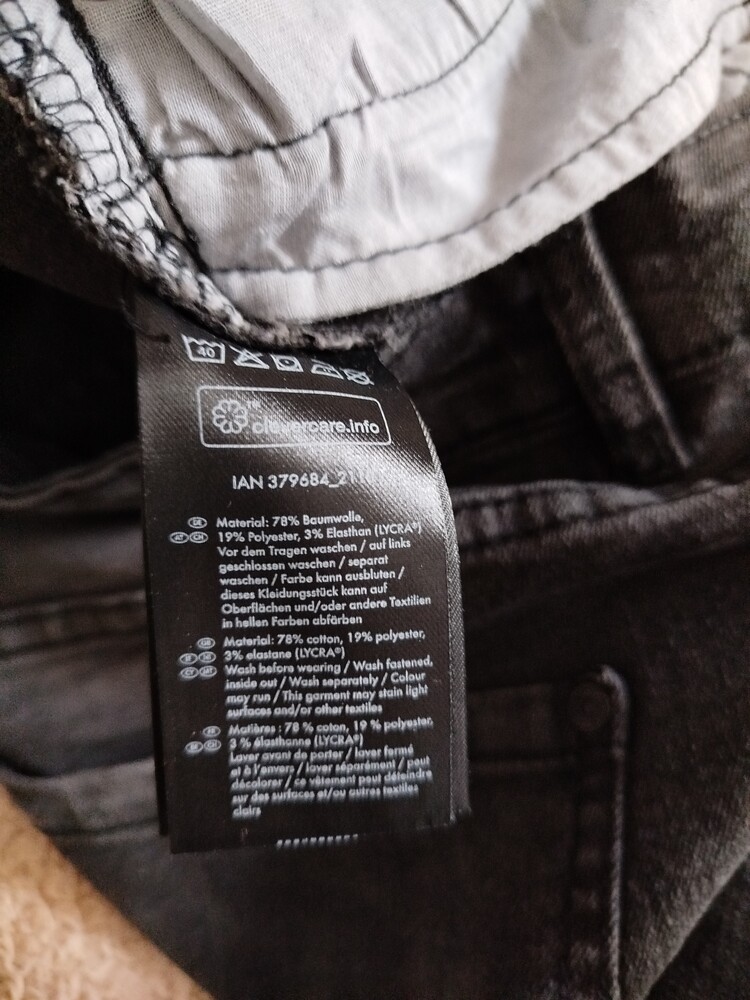 40
clevercare.info
IAN 379684_21
DE
AT CH
Material: 78% Baumwolle,
19% Polyester, 3% Elasthan (LYCRA®)
Vor dem Tragen waschen / auf links
geschlossen waschen / separat
waschen / Farbe kann ausbluten /
dieses Kleidungsstück kann auf
Oberflächen und/oder andere Textilien
in hellen Farben abfärben
Material: 78% cotton, 19% polyester,
3% elastane (LYCRA®)
Wash before wearing / Wash fastened,
inside out / Wash separately / Colour
may run / This garment may stain light
surfaces and/or other textiles
Matières: 78 % coton, 19 % polyester,
3 % élasthanne (LYCRA®)
Laver avant de porter / laver fermé
et à l'envers / laver séparément / peut
décolorer / ce vêtement peut déteindre
sur des surfaces et/ou autres textiles
clairs